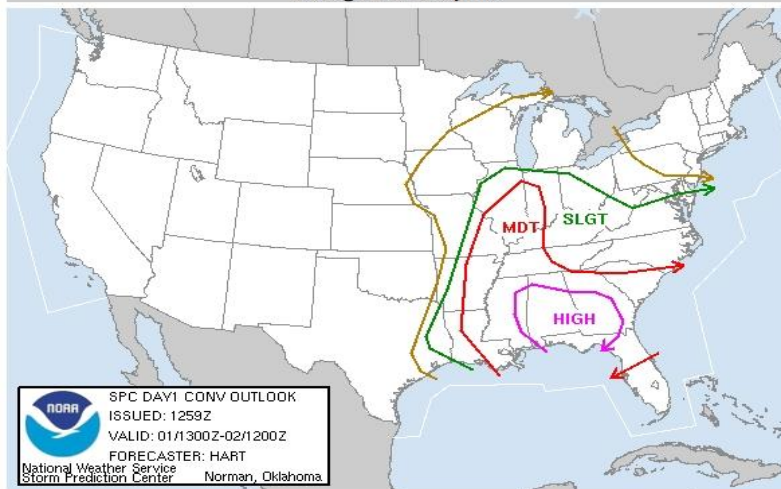 MDT
SLGT
HIGH
NOAA
SPC DAY1 CONV OUTLOOK
ISSUED: 1259Z
VALID: 01/1300Z-02/1200Z
FORECASTER: HART
National Weather Service
Storm Prediction Center Norman, Oklahoma